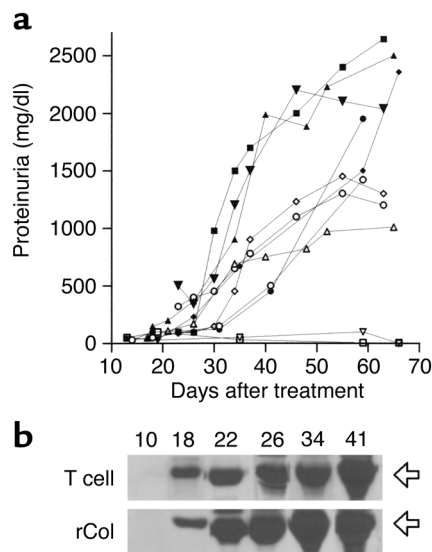 a
Proteinuria (mg/dl)
2500
2000
1500
1000
500
0
10 20 30 40 50 60 70
Days after treatment
b
10 18 22 26 34 41
T cell
rCol